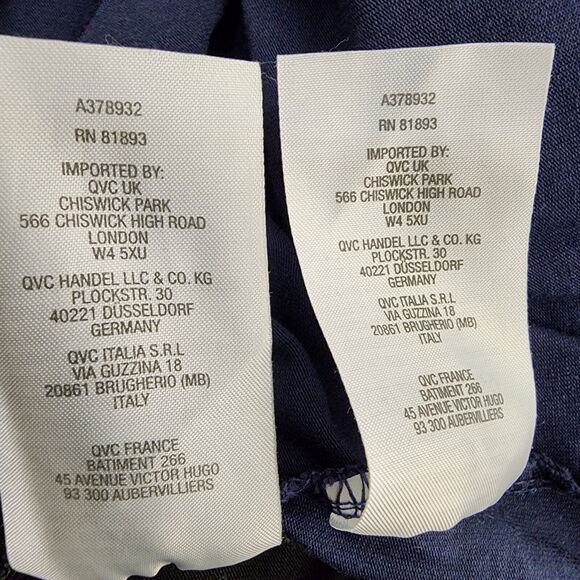 A378932
RN 81893
IMPORTED BY:
QVC UK
CHISWICK PARK
566 CHISWICK HIGH ROAD
LONDON
W4 5XU
QVC HANDEL LLC & CO. KG
PLOCKSTR. 30
40221 DÜSSELDORF
GERMANY
QVC ITALIA S.R.L
VIA GUZZINA 18
20861 BRUGHERIO (MB)
ITALY
QVC FRANCE
BATIMENT 266
45 AVENUE VICTOR HUGO
93 300 AUBERVILLIERS
A378932
RN 81893
IMPORTED BY:
QVC UK
CHISWICK PARK
566 CHISWICK HIGH ROAD
LONDON
W4 5XU
QVC HANDEL LLC & CO. KG
PLOCKSTR. 30
40221 DÜSSELDORF
GERMANY
QVC ITALIA S.R.L
VIA GUZZINA 18
20861 BRUGHERIO (MB)
ITALY
QVC FRANCE
BATIMENT 266
45 AVENUE VICTOR HUGO
93 300 AUBERVILLIERS